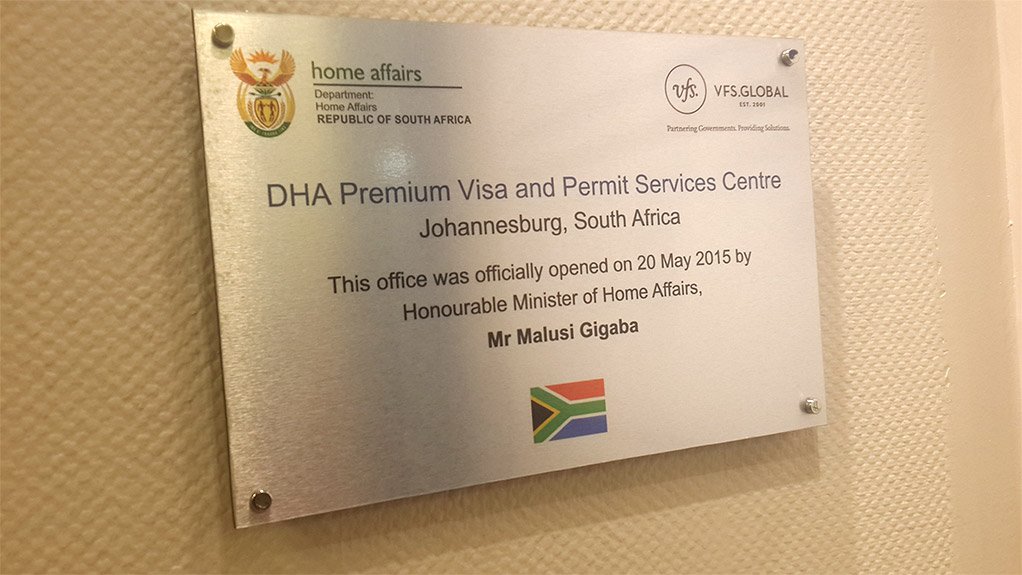 home affairs
Department:
Home Affairs
REPUBLIC OF SOUTH AFRICA
vfs.
VFS.GLOBAL
EST. 2001
Partnering Governments. Providing Solutions.
DHA Premium Visa and Permit Services Centre
Johannesburg, South Africa
This office was officially opened on 20 May 2015 by
Honourable Minister of Home Affairs,
Mr Malusi Gigaba